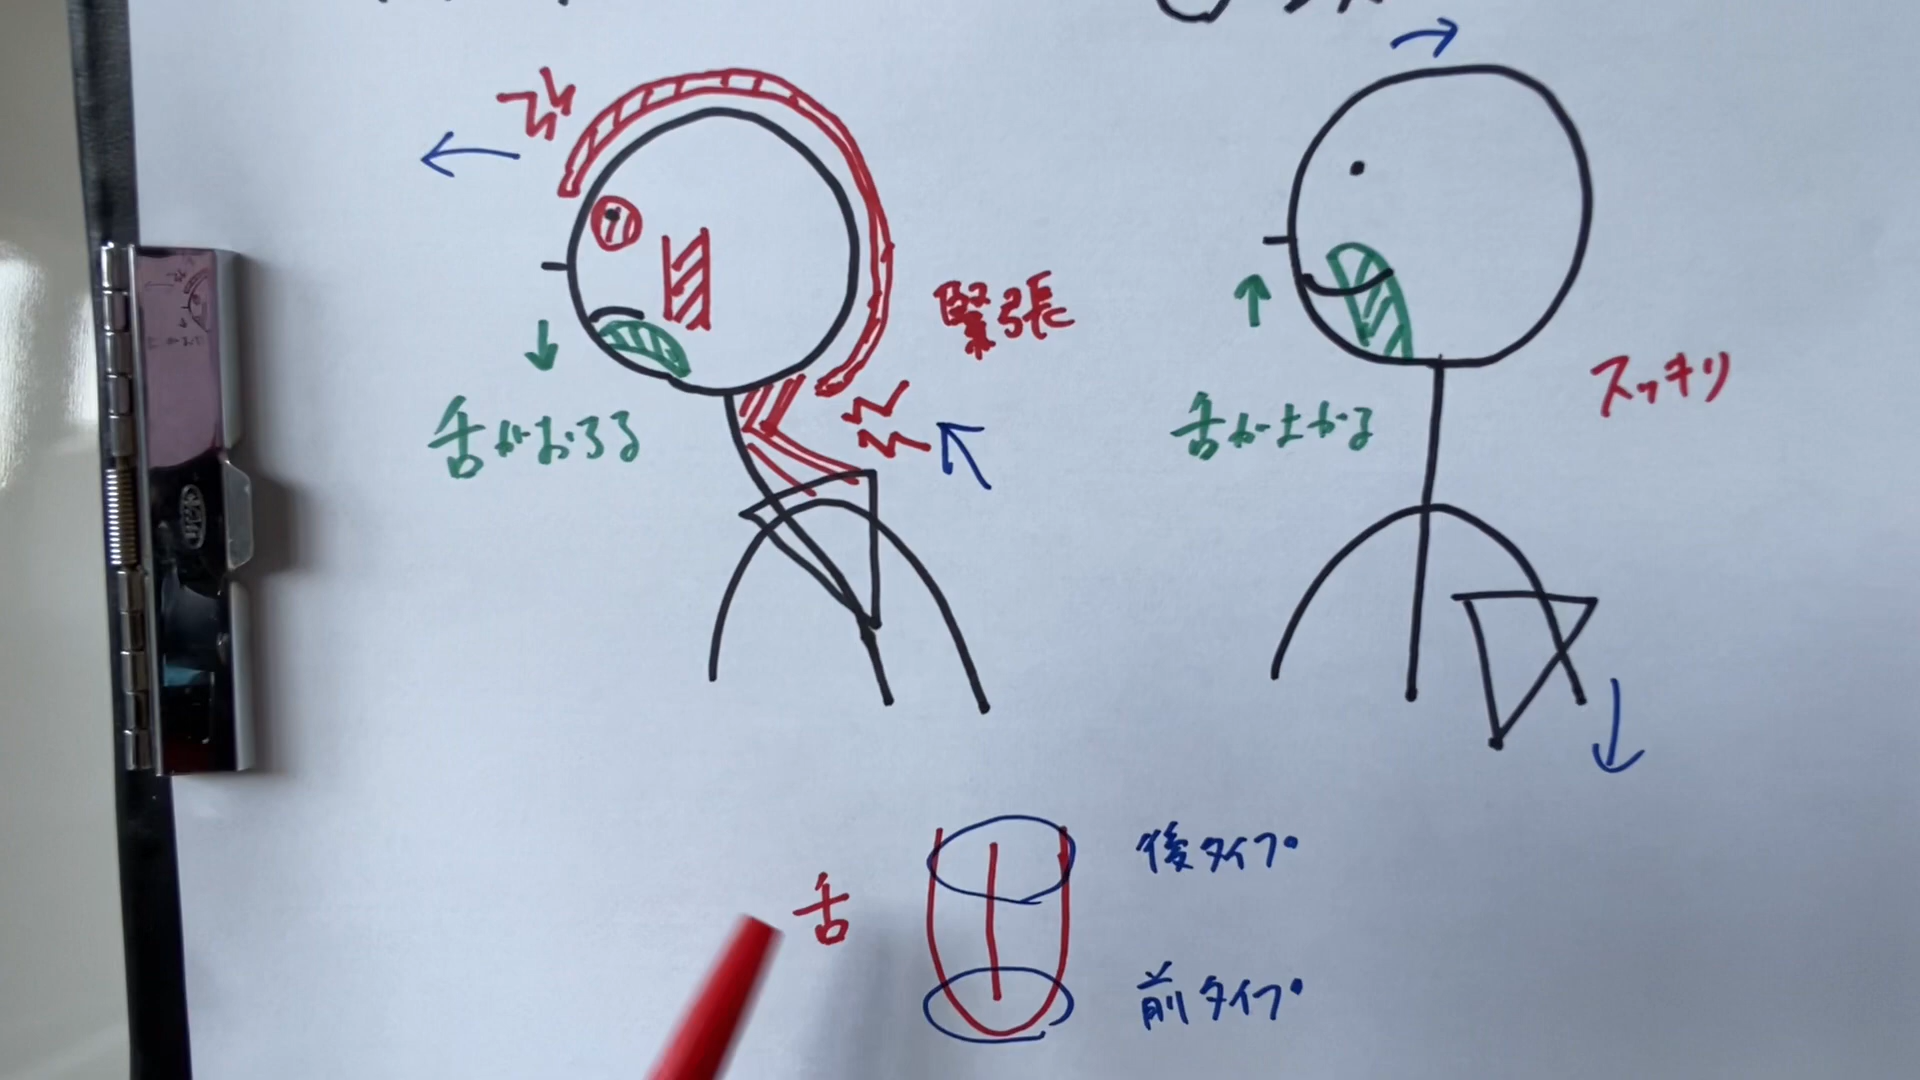 緊張
スッキリ
舌がおちる
舌が上がる
後タイプ
舌
前タイプ